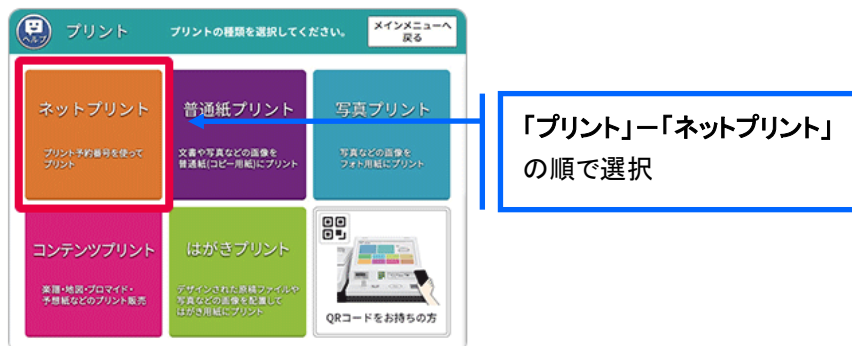 ヘルプ
プリント
プリントの種類を選択してください。
メインメニューへ
戻る
ネットプリント
プリント予約番号を使って
プリント
普通紙プリント
文書や写真などの画像を
普通紙(コピー用紙)にプリント
写真プリント
写真などの画像を
フォト用紙にプリント
「プリント」－「ネットプリント」
の順で選択
コンテンツプリント
楽譜・地図・ブロマイド・
予想紙などのプリント販売
はがきプリント
デザインされた原稿ファイルや
写真などの画像を配置して
はがき用紙にプリント
QRコードをお持ちの方